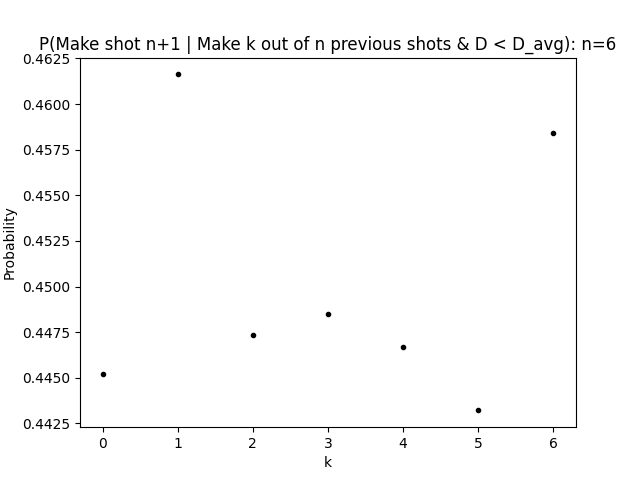 P(Make shot n+1 | Make k out of n previous shots & D < D_avg): n=6
0.4625
0.4600
0.4575
0.4550
0.4525
0.4500
0.4475
0.4450
0.4425
Probability
0 1 2 3 4 5 6
k